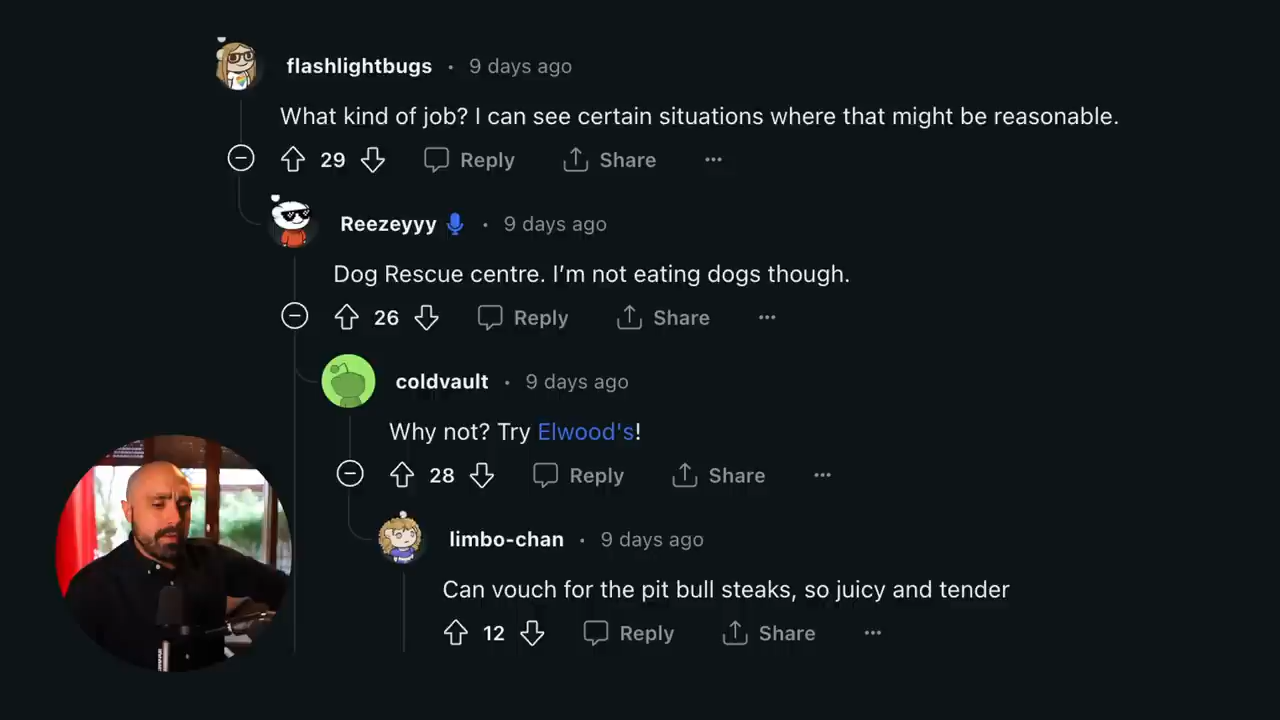 flashlightbugs • 9 days ago
What kind of job? I can see certain situations where that might be reasonable.
29 Reply Share ...
Reezeyyy • 9 days ago
Dog Rescue centre. I’m not eating dogs though.
26 Reply Share ...
coldvault • 9 days ago
Why not? Try Elwood's!
28 Reply Share ...
limbo-chan • 9 days ago
Can vouch for the pit bull steaks, so juicy and tender
12 Reply Share ...